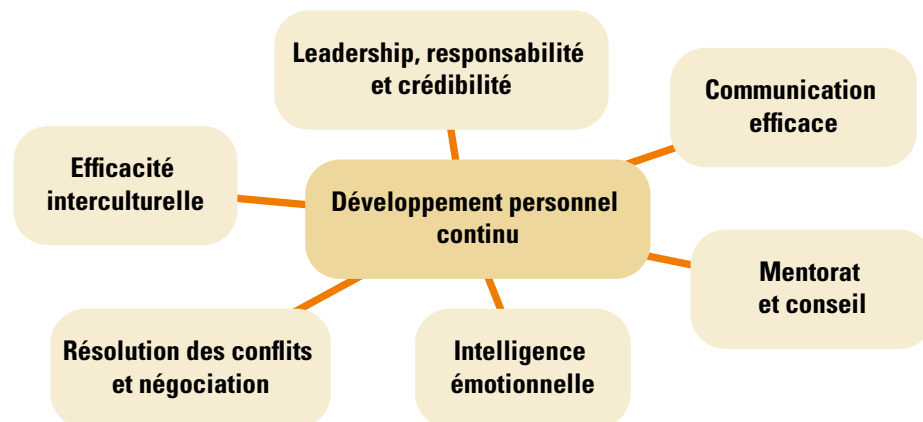 Leadership, responsabilité
et crédibilité
Communication
efficace
Efficacité
interculturelle
Développement personnel
continu
Mentorat
et conseil
Résolution des conflits
et négociation
Intelligence
émotionnelle